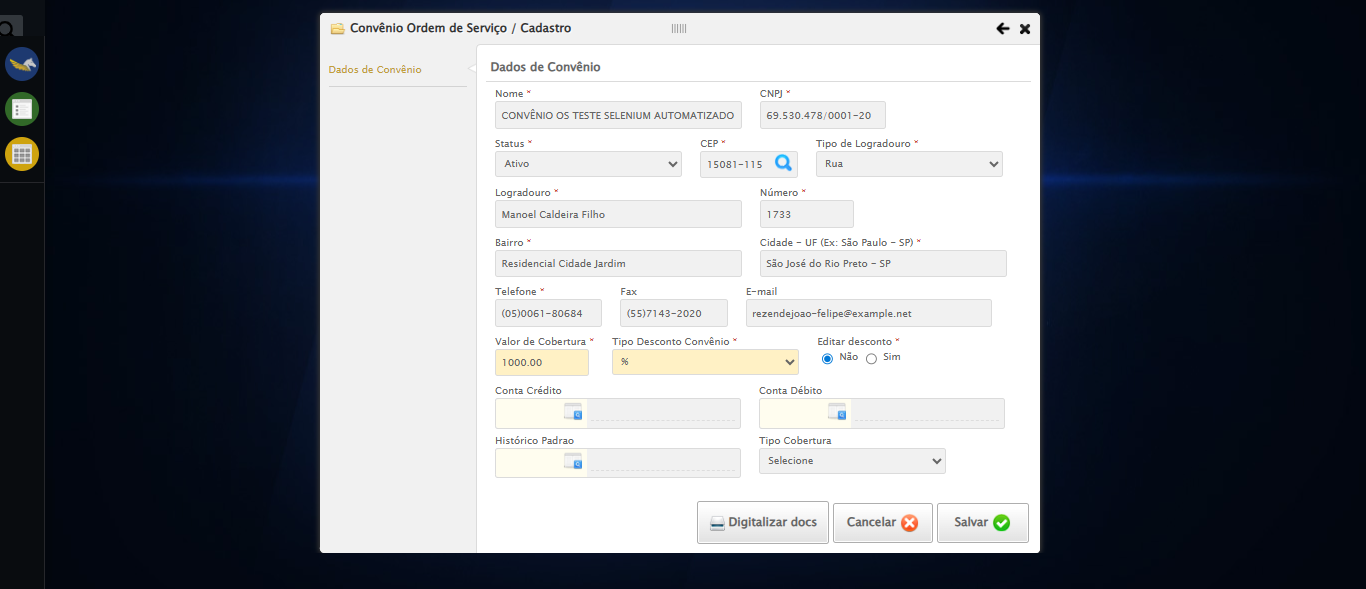 Convênio Ordem de Serviço / Cadastro
Dados de Convênio
Dados de Convênio
Nome * CNPJ *
CONVÊNIO OS TESTE SELENIUM AUTOMATIZADO 69.530.478/0001-20
Status * CEP * Tipo de Logradouro *
Ativo 15081-115 Rua
Logradouro * Número *
Manoel Caldeira Filho 1733
Bairro * Cidade - UF (Ex: São Paulo - SP) *
Residencial Cidade Jardim São José do Rio Preto - SP
Telefone * Fax E-mail
(05)0061-80684 (55)7143-2020 rezendejoao-felipe@example.net
Valor de Cobertura * Tipo Desconto Convênio * Editar desconto *
1000.00 % Não Sim
Conta Crédito Conta Débito
Histórico Padrao Tipo Cobertura
Selecione
Digitalizar docs Cancelar Salvar